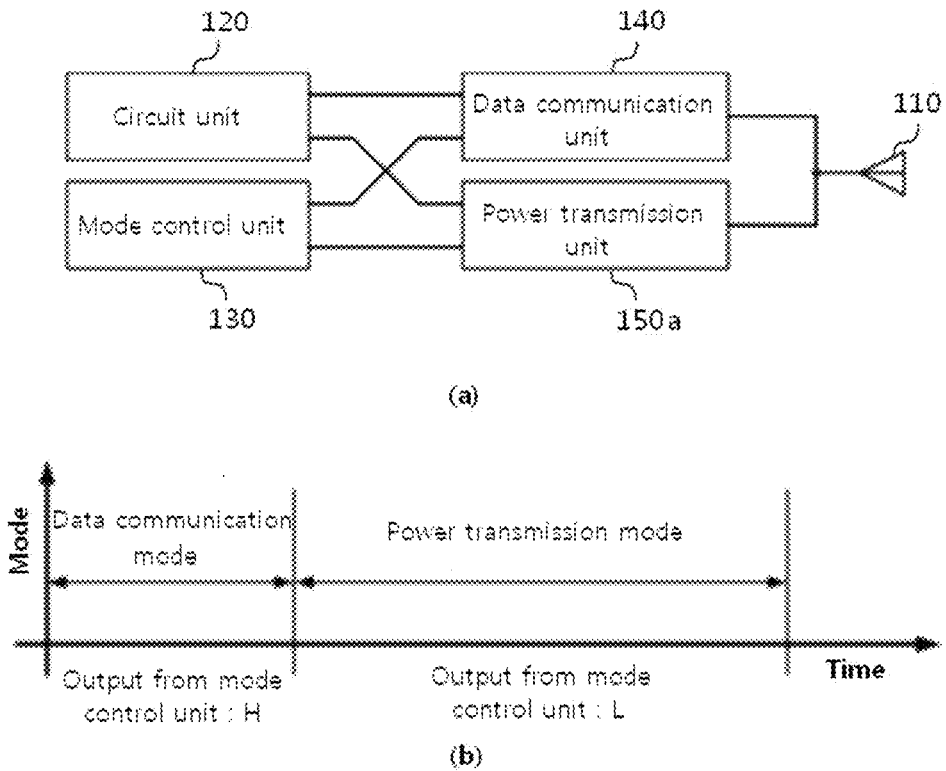 120
140
Circuit unit
Data communication
unit
110
Mode control unit
Power transmission
unit
130
150a
(a)
Mode
Data communication
mode
Power transmission mode
Time
Output from mode
control unit : H
Output from mode
control unit : L
(b)